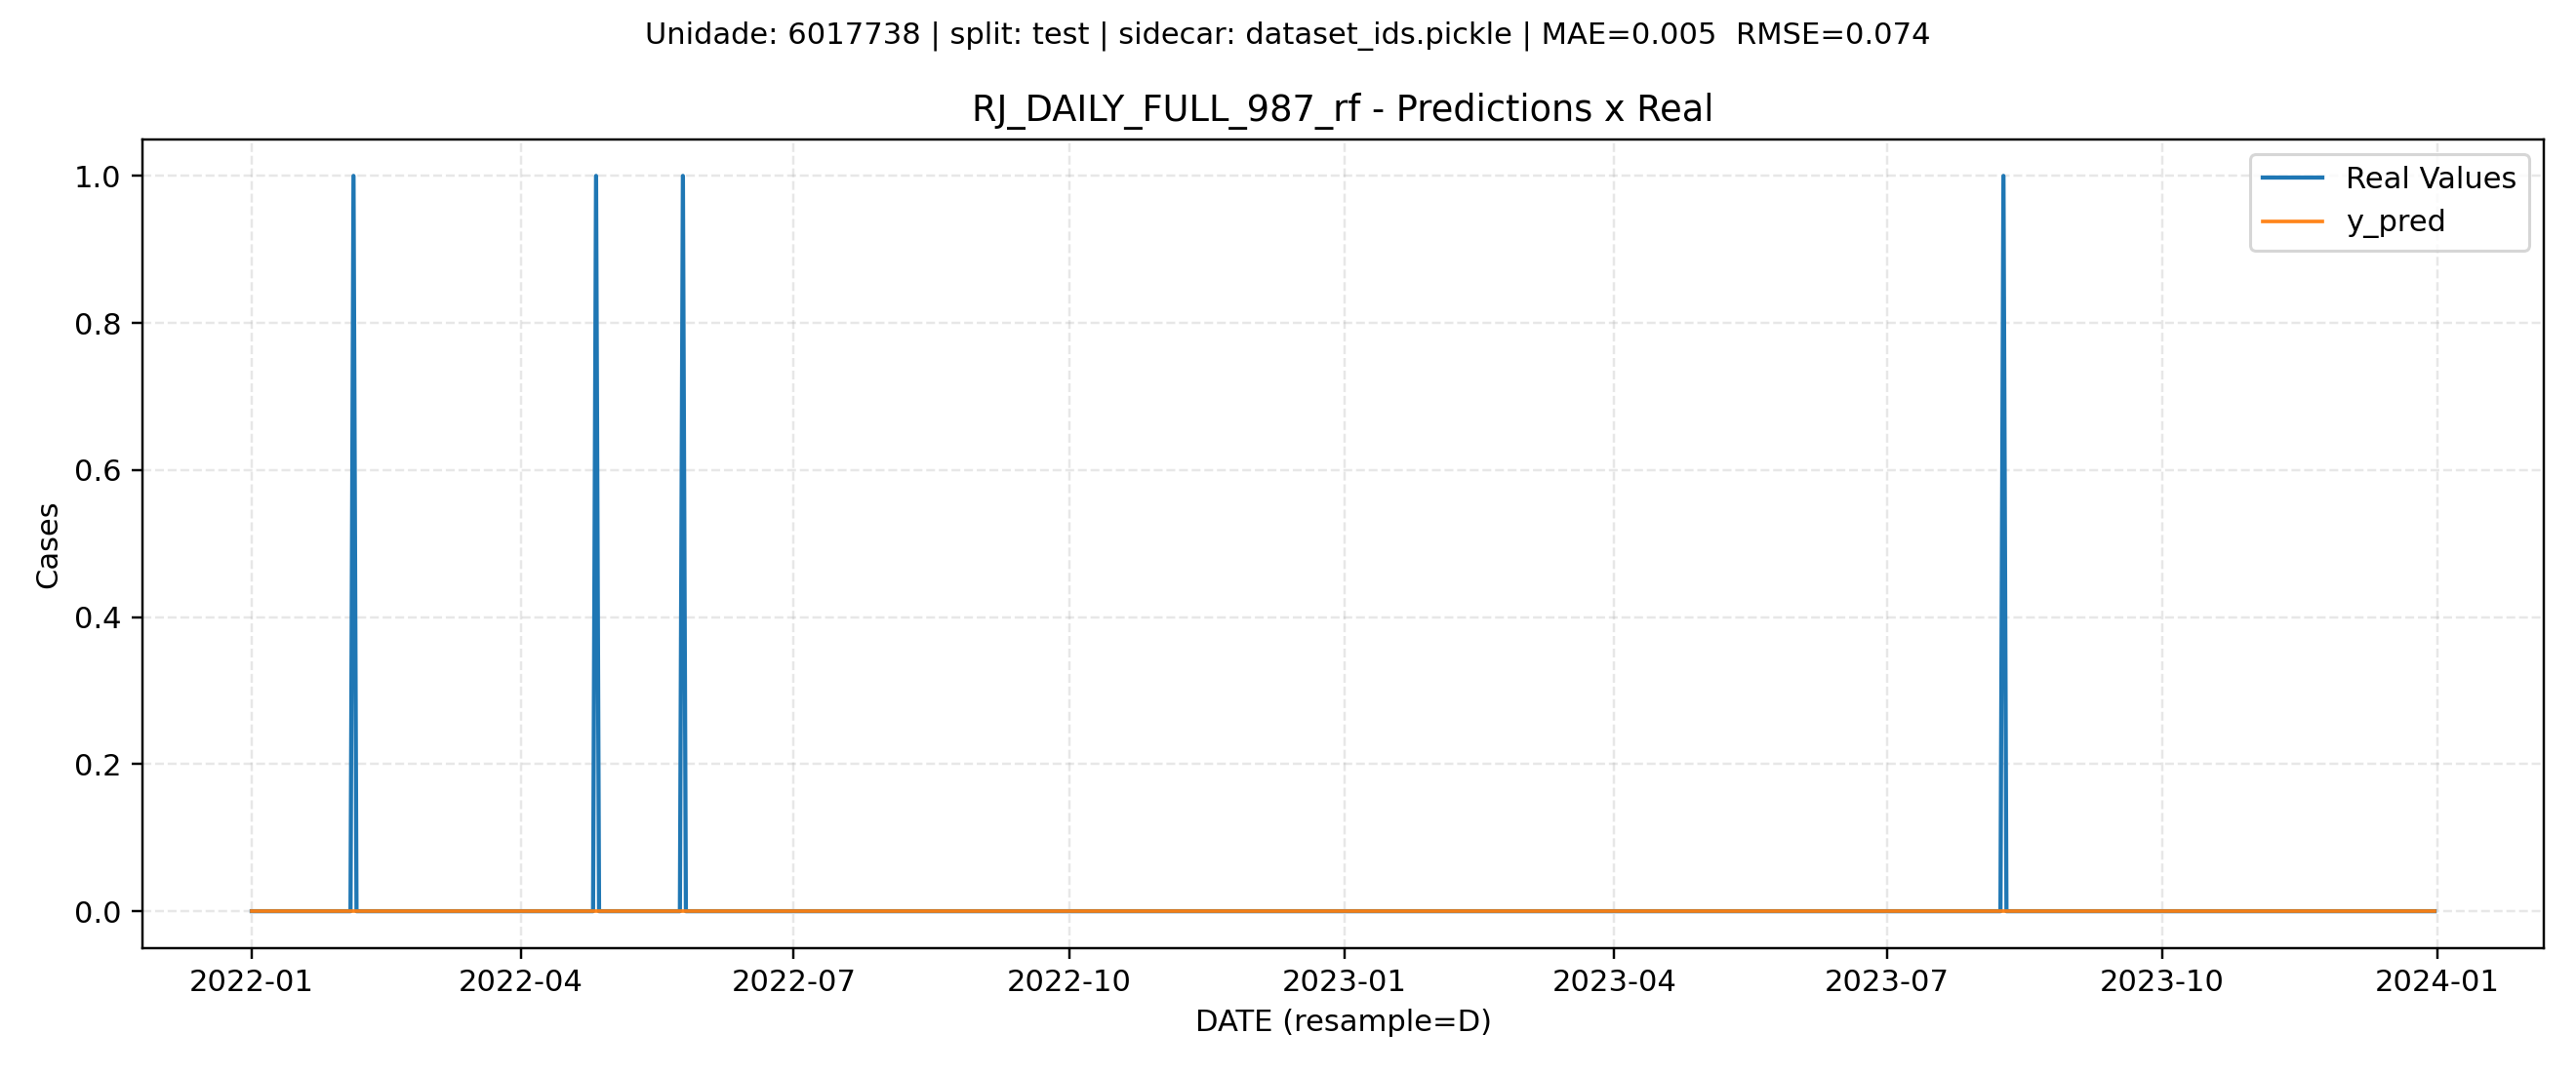 Unidade: 6017738 | split: test | sidecar: dataset_ids.pickle | MAE=0.005  RMSE=0.074
RJ_DAILY_FULL_987_rf - Predictions x Real
Real Values
y_pred
1.0
0.8
0.6
0.4
0.2
0.0
Cases
2022-01 2022-04 2022-07 2022-10 2023-01 2023-04 2023-07 2023-10 2024-01
DATE (resample=D)